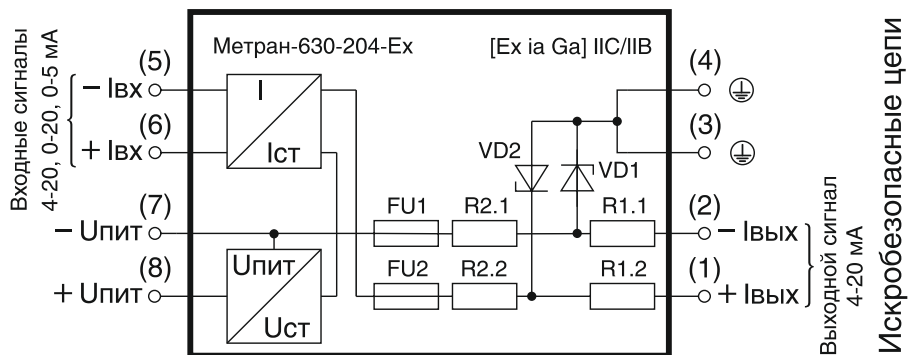 Метран-630-204-Ex
[Ex ia Ga] IIC/IIB
Входные сигналы
4-20, 0-20, 0-5 мА
(5)
− Iвх
(6)
+ Iвх
(7)
− Uпит
(8)
+ Uпит
I
Iст
Uпит
Uст
FU1
R2.1
FU2
R2.2
VD2
VD1
R1.1
R1.2
(4)
(3)
(2)
− Iвых
(1)
+ Iвых
Выходной сигнал
4-20 мА
Искробезопасные цепи